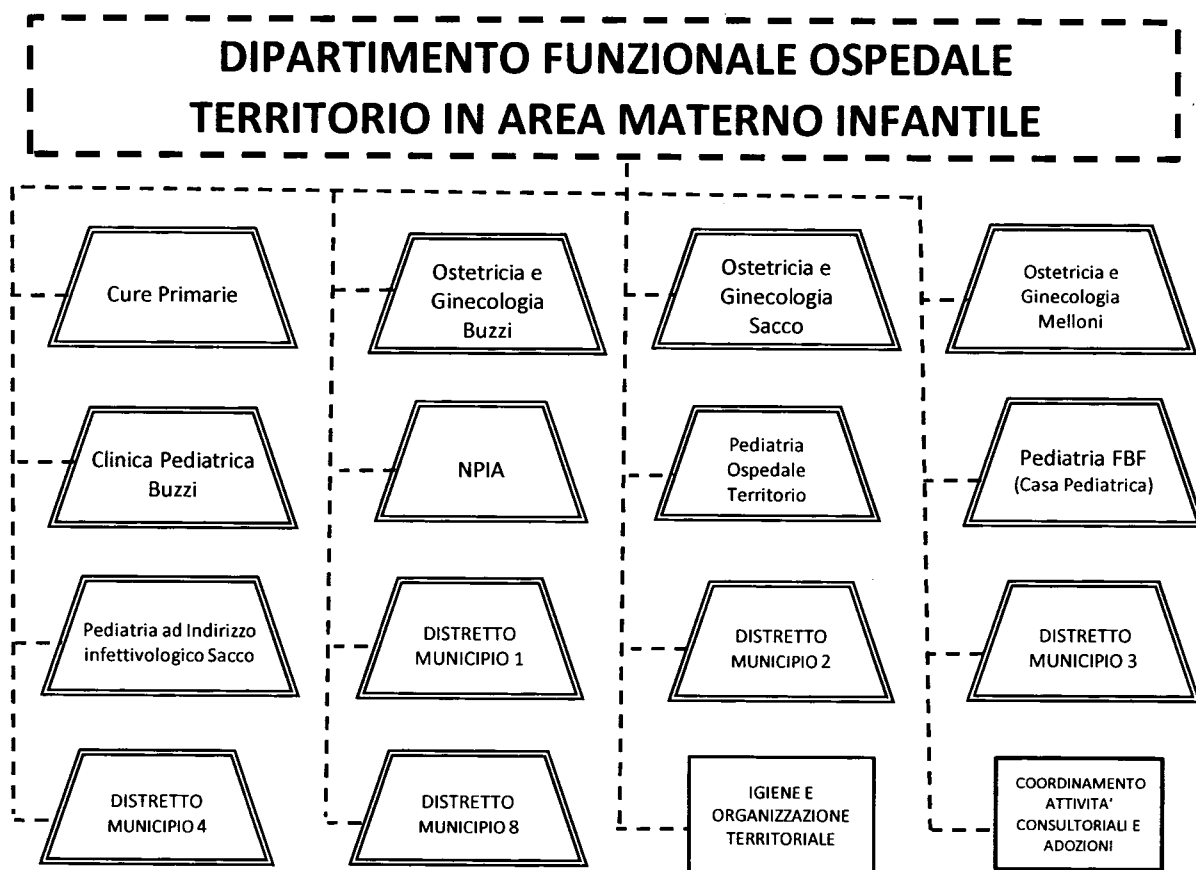 DIPARTIMENTO FUNZIONALE OSPEDALE
TERRITORIO IN AREA MATERNO INFANTILE
Cure Primarie
Ostetricia e
Ginecologia
Buzzi
Ostetricia e
Ginecologia
Sacco
Ostetricia e
Ginecologia
Melloni
Clinica Pediatrica
Buzzi
NPIA
Pediatria
Ospedale
Territorio
Pediatria FBF
(Casa Pediatrica)
Pediatria ad Indirizzo
infettivologico Sacco
DISTRETTO
MUNICIPIO 1
DISTRETTO
MUNICIPIO 2
DISTRETTO
MUNICIPIO 3
DISTRETTO
MUNICIPIO 4
DISTRETTO
MUNICIPIO 8
IGIENE E
ORGANIZZAZIONE
TERRITORIALE
COORDINAMENTO
ATTIVITA'
CONSULTORIALI E
ADOZIONI